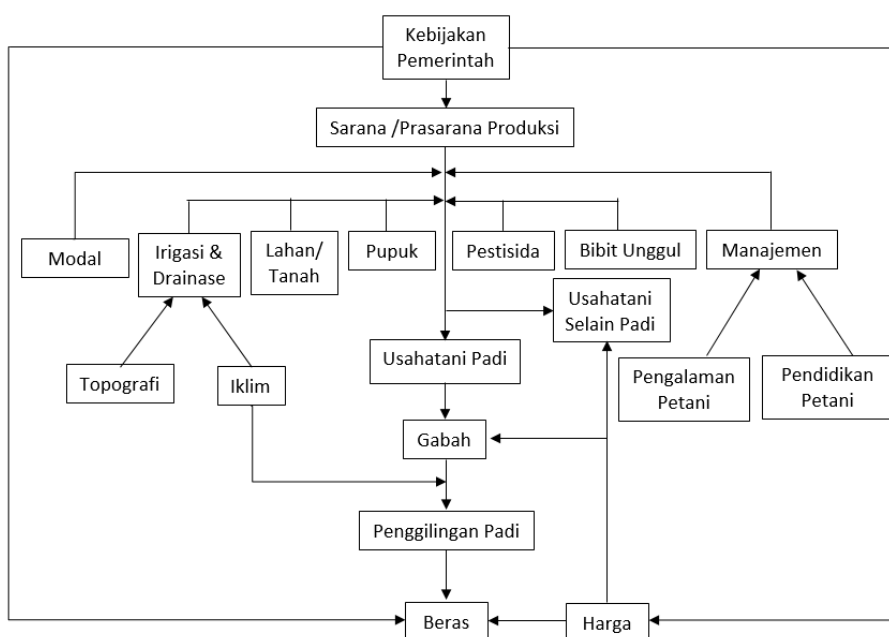 Kebijakan
Pemerintah
Sarana /Prasarana Produksi
Modal
Irigasi &
Drainase
Lahan/
Tanah
Pupuk
Pestisida
Bibit Unggul
Manajemen
Usahatani
Selain Padi
Usahatani Padi
Topografi
Iklim
Pengalaman
Petani
Pendidikan
Petani
Gabah
Penggilingan Padi
Beras
Harga